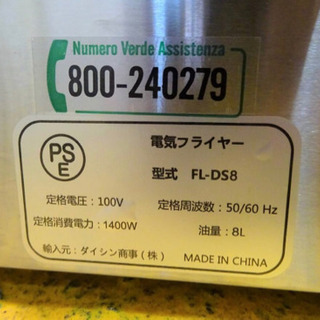 Numero Verde Assistenza
800-240279
PSE
電気フライヤー
型式 FL-DS8
定格電圧：100V 定格周波数：50/60 Hz
定格消費電力：1400W 油量：8L
輸入元：ダイシン商事（株） MADE IN CHINA